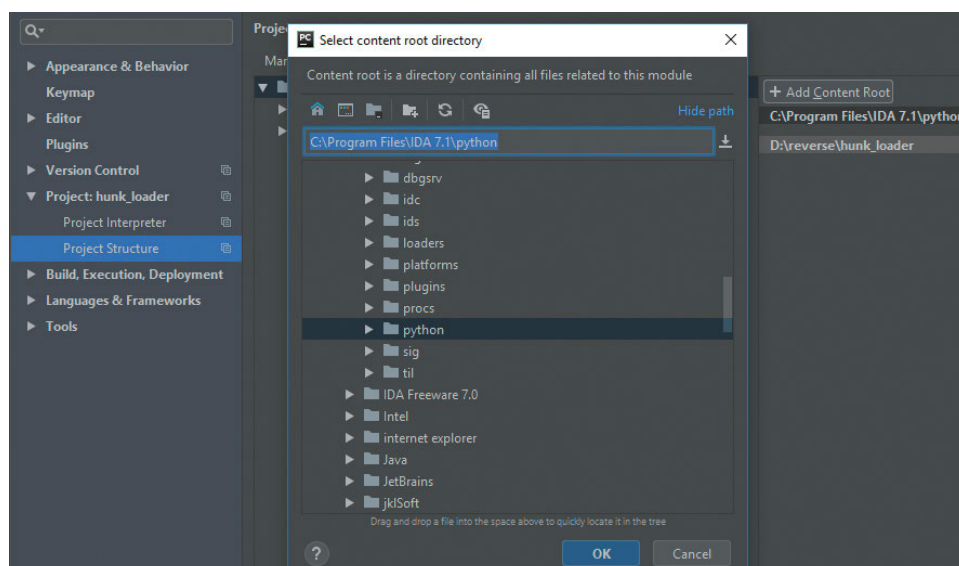 Appearance & Behavior
Keymap
Editor
Plugins
Version Control
Project: hunk_loader
Project Interpreter
Project Structure
Build, Execution, Deployment
Languages & Frameworks
Tools
PC Select content root directory
Content root is a directory containing all files related to this module
Hide path
C:\Program Files\IDA 7.1\python
dbgsrv
idc
ids
loaders
platforms
plugins
procs
python
sig
til
IDA Freeware 7.0
Intel
internet explorer
Java
JetBrains
jklSoft
Drag and drop a file into the space above to quickly locate it in the tree
?
OK
Cancel
Proje
Mar
+ Add Content Root
C:\Program Files\IDA 7.1\pytho
D:\reverse\hunk_loader